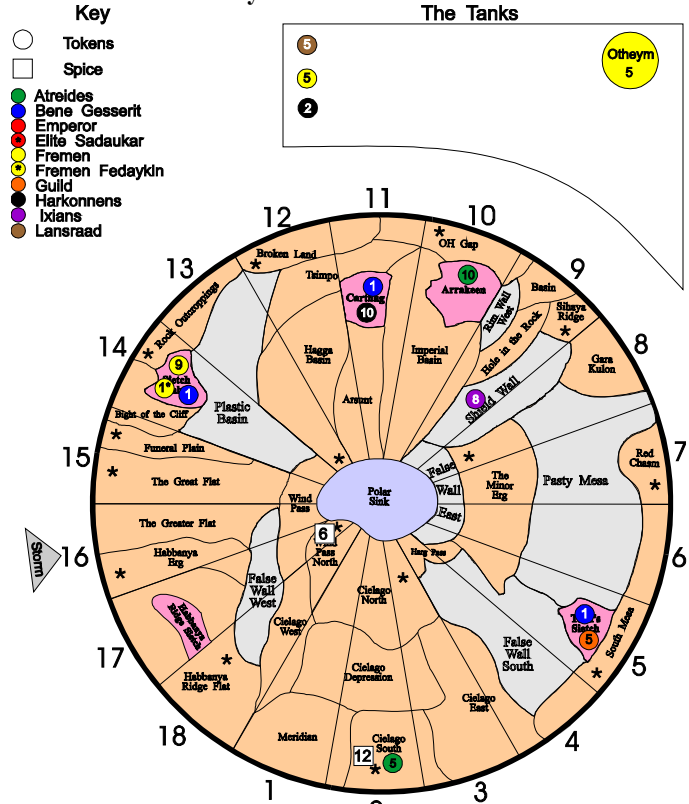 Key
The Tanks
Tokens
Spice
Atreides
Bene Gesserit
Emperor
Elite Sadaukar
Fremen
* Fremen Fedaykin
Guild
Harkonnens
Ixians
Lansraad
5
5
2
Otheym
5
11
12
10
OH Gap
Broken Land
13
9
Tsimpo
1
Carthag
10
10
Arrakeen
Basin
Rim Wall
West
Sihaya
Ridge
Rock Outcroppings
Hole in the Rock
14
8
9
1*
1
Hagga
Basin
Imperial
Basin
Gara
Kulon
Arsunt
8
Shield Wall
Bight of the Cliff
Plastic
Basin
15
7
Funeral Plain
Red
Chasm
The Great Flat
False
Wall
East
The
Minor
Erg
Pasty Mesa
Wind
Pass
Polar
Sink
The Greater Flat
6
Pass
North
Storm
16
6
Habbanya
Erg
Harg Pass
False
Wall
West
Cielago
North
Habbanya
Ridge Sietch
Cielago
West
1
Sietch
5
South Mesa
5
17
False
Wall
South
Cielago
Depression
Habbanya
Ridge Flat
18
Cielago
East
4
Meridian
Cielago
South
12
5
1
3